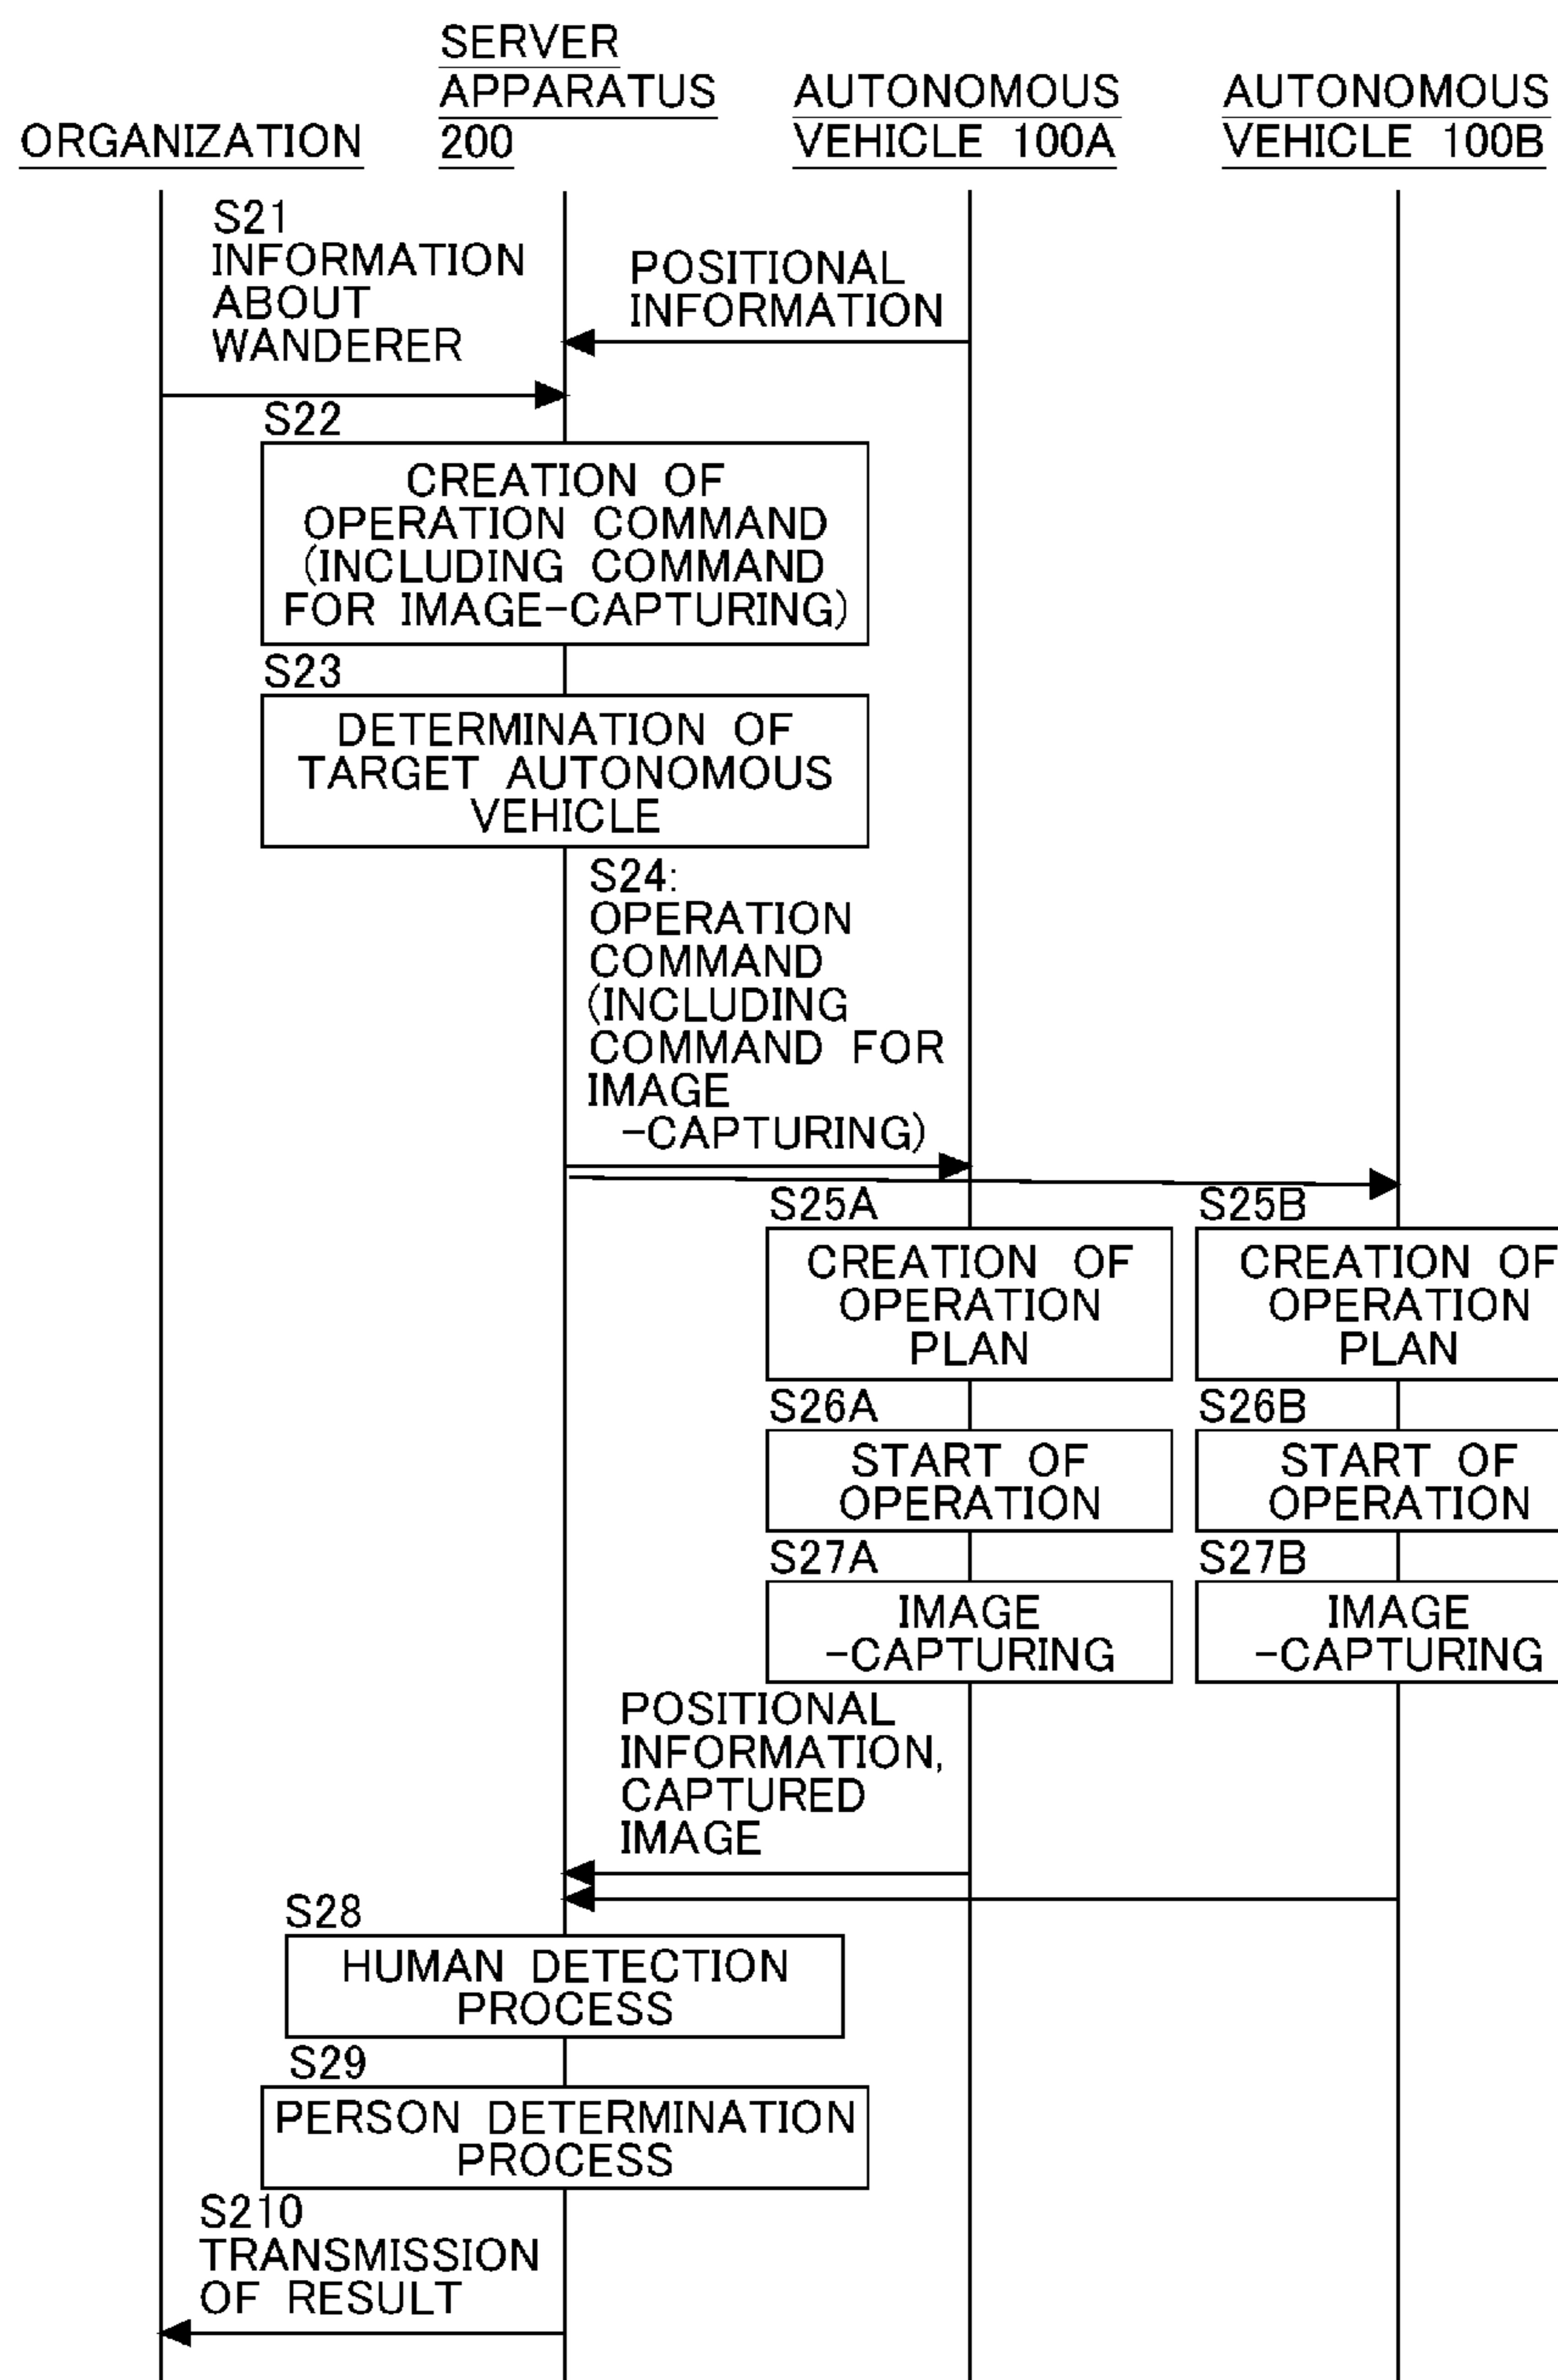 ORGANIZATION
SERVER
APPARATUS
200
AUTONOMOUS
VEHICLE 100A
AUTONOMOUS
VEHICLE 100B
S21
INFORMATION
ABOUT
WANDERER
POSITIONAL
INFORMATION
S22
CREATION OF
OPERATION COMMAND
(INCLUDING COMMAND
FOR IMAGE-CAPTURING)
S23
DETERMINATION OF
TARGET AUTONOMOUS
VEHICLE
S24:
OPERATION
COMMAND
(INCLUDING
COMMAND FOR
IMAGE
-CAPTURING)
S25A
CREATION OF
OPERATION
PLAN
S25B
CREATION OF
OPERATION
PLAN
S26A
START OF
OPERATION
S26B
START OF
OPERATION
S27A
IMAGE
-CAPTURING
S27B
IMAGE
-CAPTURING
POSITIONAL
INFORMATION,
CAPTURED
IMAGE
S28
HUMAN DETECTION
PROCESS
S29
PERSON DETERMINATION
PROCESS
S210
TRANSMISSION
OF RESULT